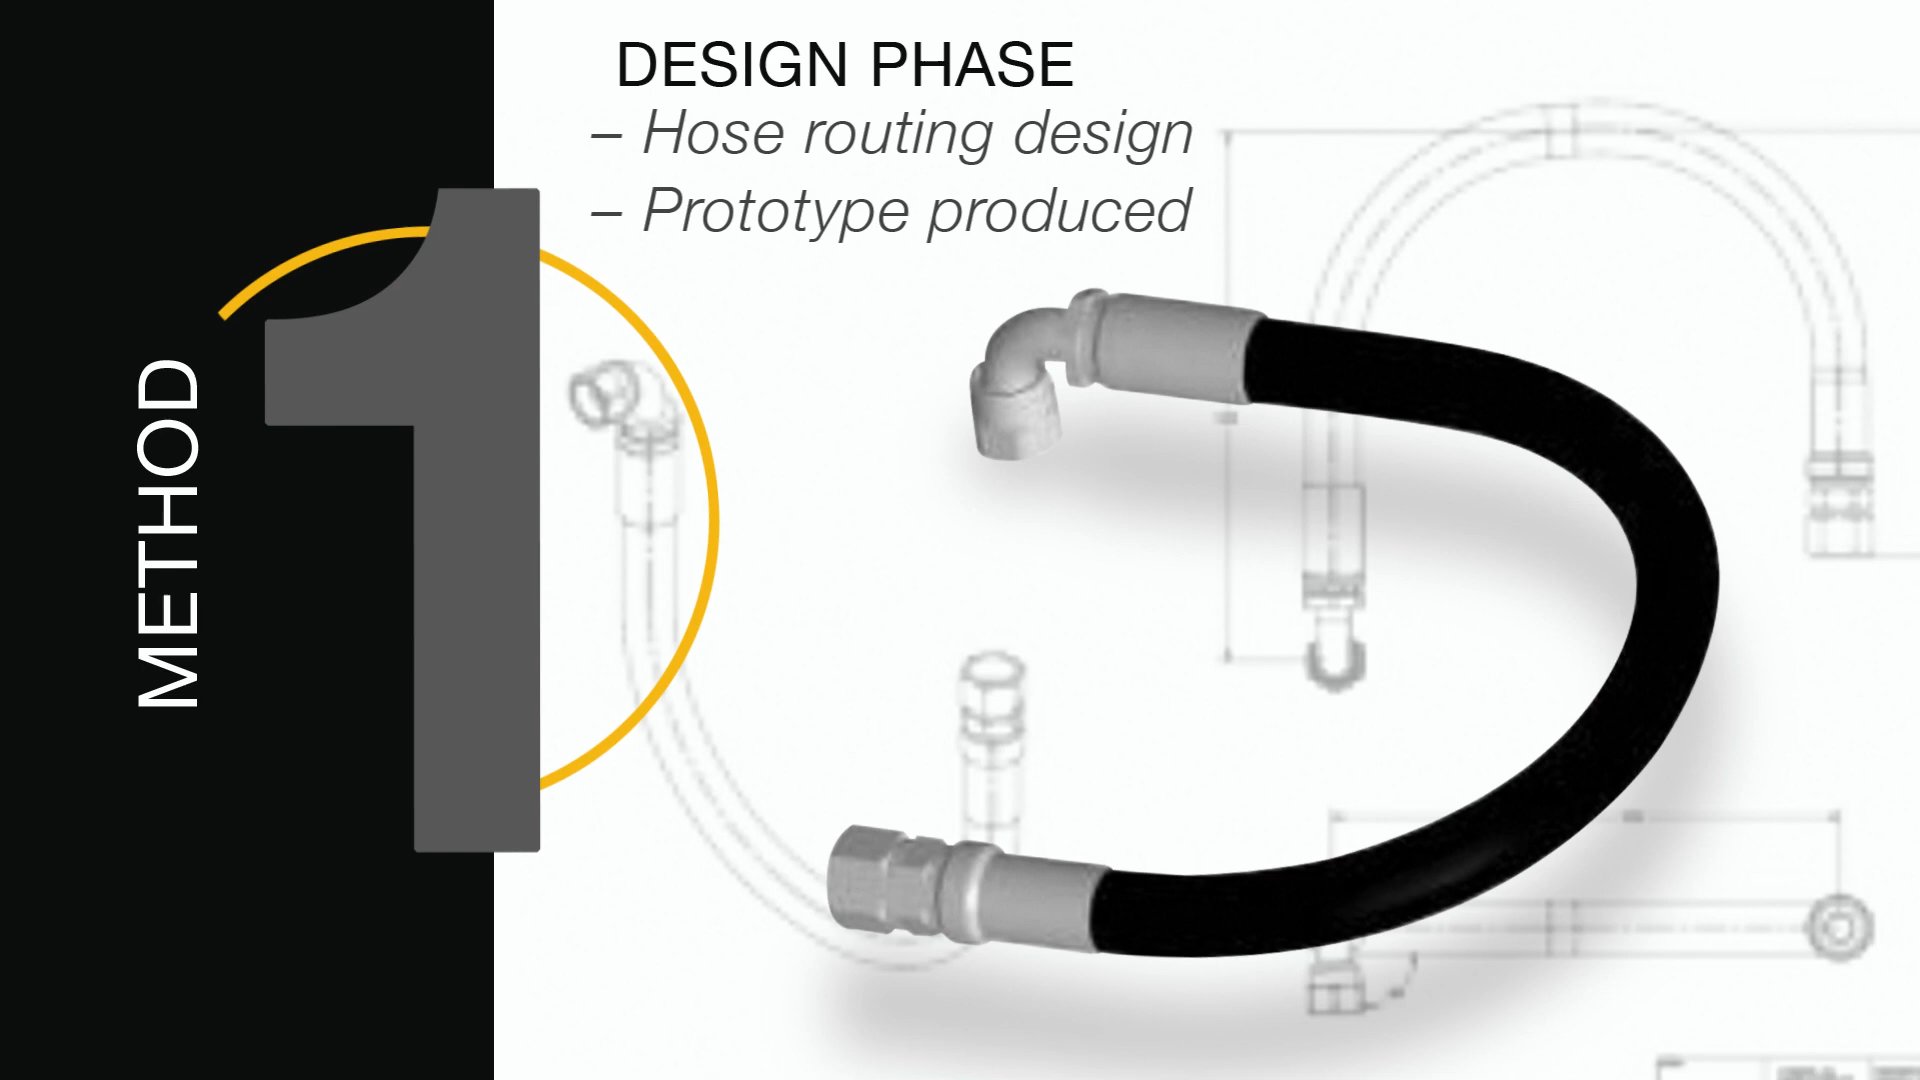 METHOD
1
DESIGN PHASE
– Hose routing design
– Prototype produced